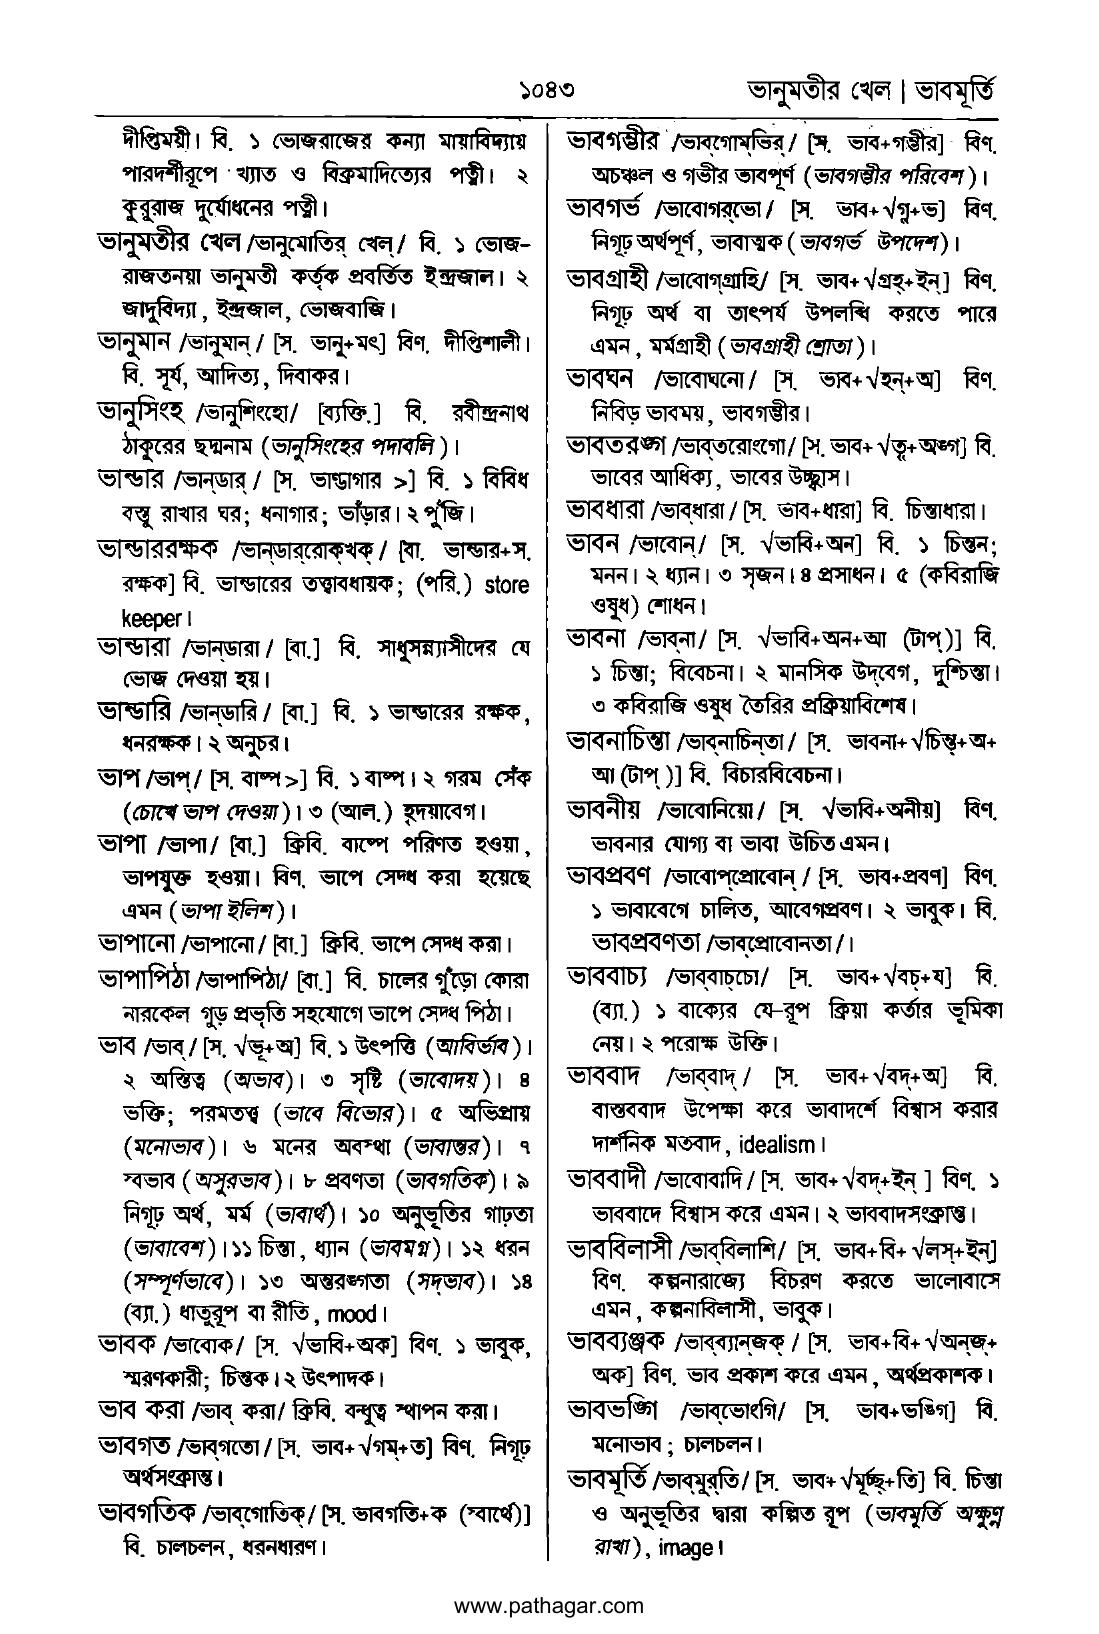 ১০৪৩
ভানুমতীর খেল | ভাবমূর্তি
দীপ্তিময়ী। বি. ১ ভোজরাজের কন্যা মায়াবিদ্যায়
পারদর্শীরূপে খ্যাত ও বিক্রমাদিত্যের পত্নী। ২
কুরুরাজ দুর্যোধনের পত্নী।
ভানুমতীর খেল /ভানুমোতির্ খেল্/ বি. ১ ভোজ-
রাজতনয়া ভানুমতী কর্তৃক প্রবর্তিত ইন্দ্রজাল। ২
জাদুবিদ্যা, ইন্দ্রজাল, ভোজবাজি।
ভানুমান /ভানুমান্/ [স. ভানু+মৎ] বিণ. দীপ্তিশালী।
বি. সূর্য, আদিত্য, দিবাকর।
ভানুসিংহ /ভানুশিংহো/ [ব্যক্তি.] বি. রবীন্দ্রনাথ
ঠাকুরের ছদ্মনাম (ভানুসিংহের পদাবলি)।
ভান্ডার /ভান্‌ডার্/ [স. ভাণ্ডাগার >] বি. ১ বিবিধ
বস্তু রাখার ঘর; ধনাগার; ভাঁড়ার। ২ পুঁজি।
ভান্ডাররক্ষক /ভান্‌ডার্‌রোক্‌খক্/ [বা. ভান্ডার+স.
রক্ষক] বি. ভান্ডারের তত্ত্বাবধায়ক; (পরি.) store
keeper।
ভান্ডারা /ভান্‌ডারা/ [বা.] বি. সাধুসন্ন্যাসীদের যে
ভোজ দেওয়া হয়।
ভান্ডারি /ভান্‌ডারি/ [বা.] বি. ১ ভান্ডারের রক্ষক,
ধনরক্ষক। ২ অনুচর।
ভাপ /ভাপ্/ [স. বাষ্প>] বি. ১ বাষ্প। ২ গরম সেঁক
(চোখে ভাপ দেওয়া)। ৩ (আল.) হৃদয়াবেগ।
ভাপা /ভাপা/ [বা.] ক্রিবি. বাষ্পে পরিণত হওয়া,
ভাপযুক্ত হওয়া। বিণ. ভাপে সেদ্ধ করা হয়েছে
এমন (ভাপা ইলিশ)।
ভাপানো /ভাপানো/ [বা.] ক্রিবি. ভাপে সেদ্ধ করা।
ভাপাপিঠা /ভাপাপিঠা/ [বা.] বি. চালের গুঁড়ো কোরা
নারকেল গুড় প্রভৃতি সহযোগে ভাপে সেদ্ধ পিঠা।
ভাব /ভাব্/ [স. √ভূ+অ] বি. ১ উৎপত্তি (আবির্ভাব)।
২ অস্তিত্ব (অভাব)। ৩ সৃষ্টি (ভাবোদয়)। ৪
ভক্তি; পরমতত্ত্ব (ভাবে বিভোর)। ৫ অভিপ্রায়
(মনোভাব)। ৬ মনের অবস্থা (ভাবান্তর)। ৭
স্বভাব (অসুরভাব)। ৮ প্রবণতা (ভাবগতিক)। ৯
নিগূঢ় অর্থ, মর্ম (ভাবার্থ)। ১০ অনুভূতির গাঢ়তা
(ভাবাবেশ)। ১১ চিন্তা, ধ্যান (ভাবমগ্ন)। ১২ ধরন
(সম্পূর্ণভাবে)। ১৩ অন্তরঙ্গতা (সদ্‌ভাব)। ১৪
(ব্যা.) ধাতুরূপ বা রীতি, mood।
ভাবক /ভাবোক/ [স. √ভাবি+অক] বিণ. ১ ভাবুক,
স্মরণকারী; চিন্তক। ২ উৎপাদক।
ভাব করা /ভাব্ করা/ ক্রিবি. বন্ধুত্ব স্থাপন করা।
ভাবগত /ভাব্‌গতো/ [স. ভাব+√গম্+ত] বিণ. নিগূঢ়
অর্থসংক্রান্ত।
ভাবগতিক /ভাব্‌গোতিক্/ [স. ভাবগতি+ক (স্বার্থে)]
বি. চালচলন, ধরনধারণ।
ভাবগম্ভীর /ভাব্‌গোম্‌ভির্/ [স. ভাব+গম্ভীর] বিণ.
অচঞ্চল ও গভীর ভাবপূর্ণ (ভাবগম্ভীর পরিবেশ)।
ভাবগর্ভ /ভাবোগর্‌ভো/ [স. ভাব+√গৄ+ভ] বিণ.
নিগূঢ় অর্থপূর্ণ, ভাবাত্মক (ভাবগর্ভ উপদেশ)।
ভাবগ্রাহী /ভাবোগ্‌গ্রাহি/ [স. ভাব+√গ্রহ্+ইন্] বিণ.
নিগূঢ় অর্থ বা তাৎপর্য উপলব্ধি করতে পারে
এমন, মর্মগ্রাহী (ভাবগ্রাহী শ্রোতা)।
ভাবঘন /ভাবোঘনো/ [স. ভাব+√হন্+অ] বিণ.
নিবিড় ভাবময়, ভাবগম্ভীর।
ভাবতরঙ্গ /ভাব্‌তরোংগো/ [স. ভাব+√তৄ+অঙ্গ] বি.
ভাবের আধিক্য, ভাবের উচ্ছ্বাস।
ভাবধারা /ভাব্‌ধারা/ [স. ভাব+ধারা] বি. চিন্তাধারা।
ভাবন /ভাবোন্/ [স. √ভাবি+অন] বি. ১ চিন্তন;
মনন। ২ ধ্যান। ৩ সৃজন। ৪ প্রসাধন। ৫ (কবিরাজি
ওষুধ) শোধন।
ভাবনা /ভাব্‌না/ [স. √ভাবি+অন+আ (টাপ্)] বি.
১ চিন্তা; বিবেচনা। ২ মানসিক উদ্‌বেগ, দুশ্চিন্তা।
৩ কবিরাজি ওষুধ তৈরির প্রক্রিয়াবিশেষ।
ভাবনাচিন্তা /ভাব্‌নাচিন্‌তা/ [স. ভাবনা+√চিন্ত্+অ+
আ (টাপ্)] বি. বিচারবিবেচনা।
ভাবনীয় /ভাবোনিয়ো/ [স. √ভাবি+অনীয়] বিণ.
ভাবনার যোগ্য বা ভাবা উচিত এমন।
ভাবপ্রবণ /ভাবোপ্‌প্রোবোন্/ [স. ভাব+প্রবণ] বিণ.
১ ভাবাবেগে চালিত, আবেগপ্রবণ। ২ ভাবুক। বি.
ভাবপ্রবণতা /ভাব্‌প্রোবোনতা/।
ভাববাচ্য /ভাব্‌বাচ্‌চো/ [স. ভাব+√বচ্+য] বি.
(ব্যা.) ১ বাক্যের যে-রূপ ক্রিয়া কর্তার ভূমিকা
নেয়। ২ পরোক্ষ উক্তি।
ভাববাদ /ভাব্‌বাদ্/ [স. ভাব+√বদ্+অ] বি.
বাস্তববাদ উপেক্ষা করে ভাবাদর্শে বিশ্বাস করার
দার্শনিক মতবাদ, idealism।
ভাববাদী /ভাবোবাদি/ [স. ভাব+√বদ্+ইন্ ] বিণ. ১
ভাববাদে বিশ্বাস করে এমন। ২ ভাববাদসংক্রান্ত।
ভাববিলাসী /ভাব্‌বিলাশি/ [স. ভাব+বি+√লস্+ইন্]
বিণ. কল্পনারাজ্যে বিচরণ করতে ভালোবাসে
এমন, কল্পনাবিলাসী, ভাবুক।
ভাবব্যঞ্জক /ভাব্‌ব্যান্‌জক্/ [স. ভাব+বি+√অন্‌জ্+
অক] বিণ. ভাব প্রকাশ করে এমন, অর্থপ্রকাশক।
ভাবভঙ্গি /ভাব্‌ভোংগি/ [স. ভাব+ভঙ্গি] বি.
মনোভাব; চালচলন।
ভাবমূর্তি /ভাব্‌মুর্‌তি/ [স. ভাব+√মূর্চ্ছ্+তি] বি. চিন্তা
ও অনুভূতির দ্বারা কল্পিত রূপ (ভাবমূর্তি অক্ষুণ্ন
রাখা), image।
www.pathagar.com